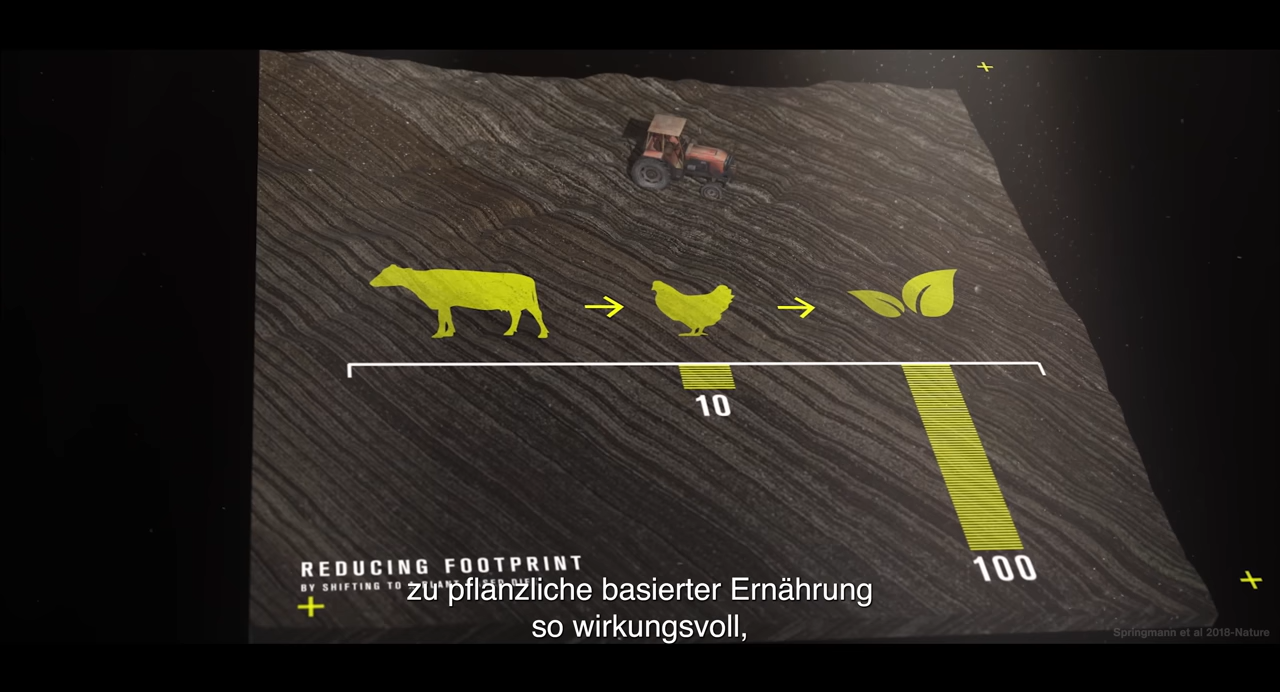 10
100
REDUCING FOOTPRINT
BY SHIFTING TO
zu pflanzliche basierter Ernährung
so wirkungsvoll,
Springmann et al 2018-Nature